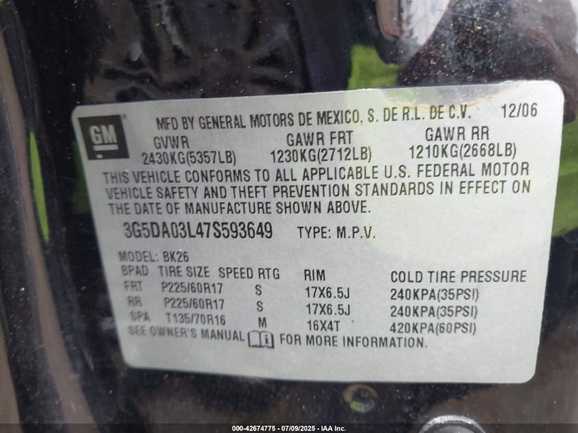 GM
MFD BY GENERAL MOTORS DE MEXICO, S. DE R.L. DE C.V. 12/06
GVWR GAWR FRT GAWR RR
2430KG(5357LB) 1230KG(2712LB) 1210KG(2668LB)
THIS VEHICLE CONFORMS TO ALL APPLICABLE U.S. FEDERAL MOTOR
VEHICLE SAFETY AND THEFT PREVENTION STANDARDS IN EFFECT ON
THE DATE OF MANUFACTURE SHOWN ABOVE.
3G5DA03L47S593649 TYPE: M.P.V.
MODEL: BK26
BPAD TIRE SIZE SPEED RTG RIM COLD TIRE PRESSURE
FRT P225/60R17 S 17X6.5J 240KPA(35PSI)
RR P225/60R17 S 17X6.5J 240KPA(35PSI)
SPA T135/70R16 M 16X4T 420KPA(60PSI)
SEE OWNER'S MANUAL FOR MORE INFORMATION.
000-42674775 - 07/09/2025 - IAA Inc.